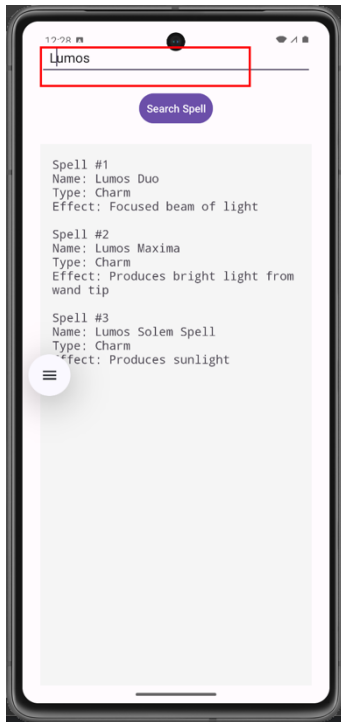 12:28
Lumos
Search Spell
Spell #1
Name: Lumos Duo
Type: Charm
Effect: Focused beam of light
Spell #2
Name: Lumos Maxima
Type: Charm
Effect: Produces bright light from
wand tip
Spell #3
Name: Lumos Solem Spell
Type: Charm
Effect: Produces sunlight